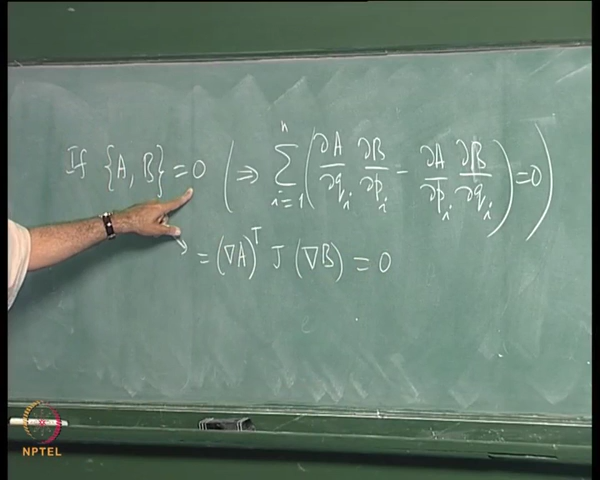 If {A, B} = 0 ( ⇒ ∑_{i=1}^{n} ( ∂A/∂q_i ∂B/∂p_i − ∂A/∂p_i ∂B/∂q_i ) = 0 )
= (∇A)^T J (∇B) = 0
NPTEL